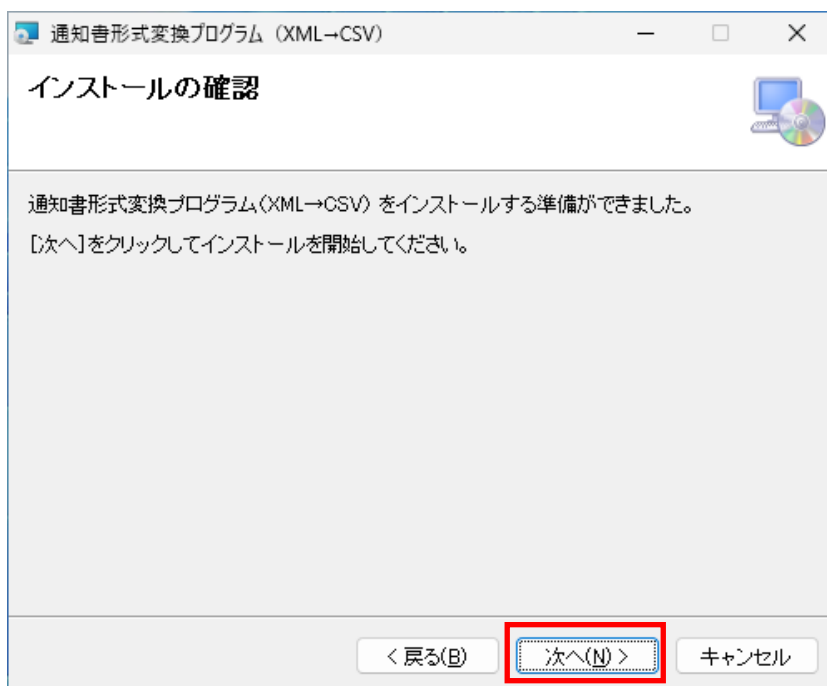 通知書形式変換プログラム（XML→CSV）
インストールの確認
通知書形式変換プログラム(XML→CSV) をインストールする準備ができました。
[次へ]をクリックしてインストールを開始してください。
< 戻る(B)
次へ(N) >
キャンセル